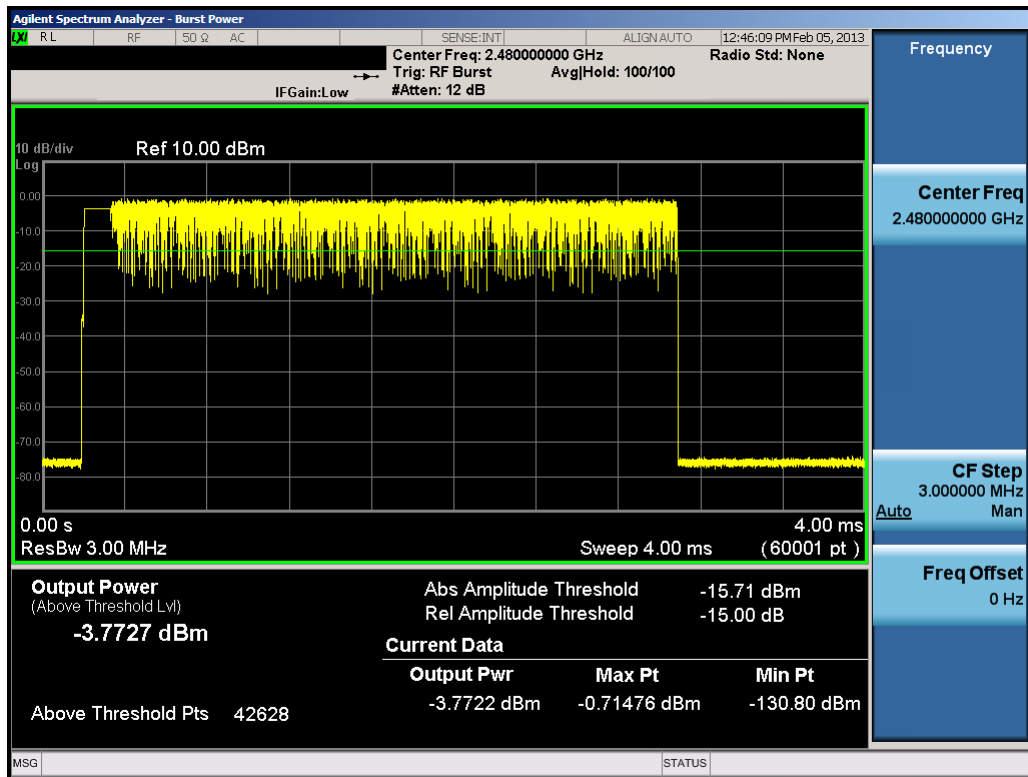 Agilent Spectrum Analyzer - Burst Power
LXI RL RF 50 Ω AC SENSE:INT ALIGN AUTO 12:46:09 PM Feb 05, 2013
Center Freq: 2.480000000 GHz Radio Std: None
Trig: RF Burst Avg|Hold: 100/100
IFGain:Low #Atten: 12 dB
10 dB/div Ref 10.00 dBm
Log
0.00
-10.0
-20.0
-30.0
-40.0
-50.0
-60.0
-70.0
-80.0
0.00 s 4.00 ms
ResBw 3.00 MHz Sweep 4.00 ms (60001 pt)
Output Power
(Above Threshold Lvl)
-3.7727 dBm
Above Threshold Pts 42628
Abs Amplitude Threshold -15.71 dBm
Rel Amplitude Threshold -15.00 dB
Current Data
Output Pwr Max Pt Min Pt
-3.7722 dBm -0.71476 dBm -130.80 dBm
Frequency
Center Freq
2.480000000 GHz
CF Step
3.000000 MHz
Auto Man
Freq Offset
0 Hz
MSG STATUS